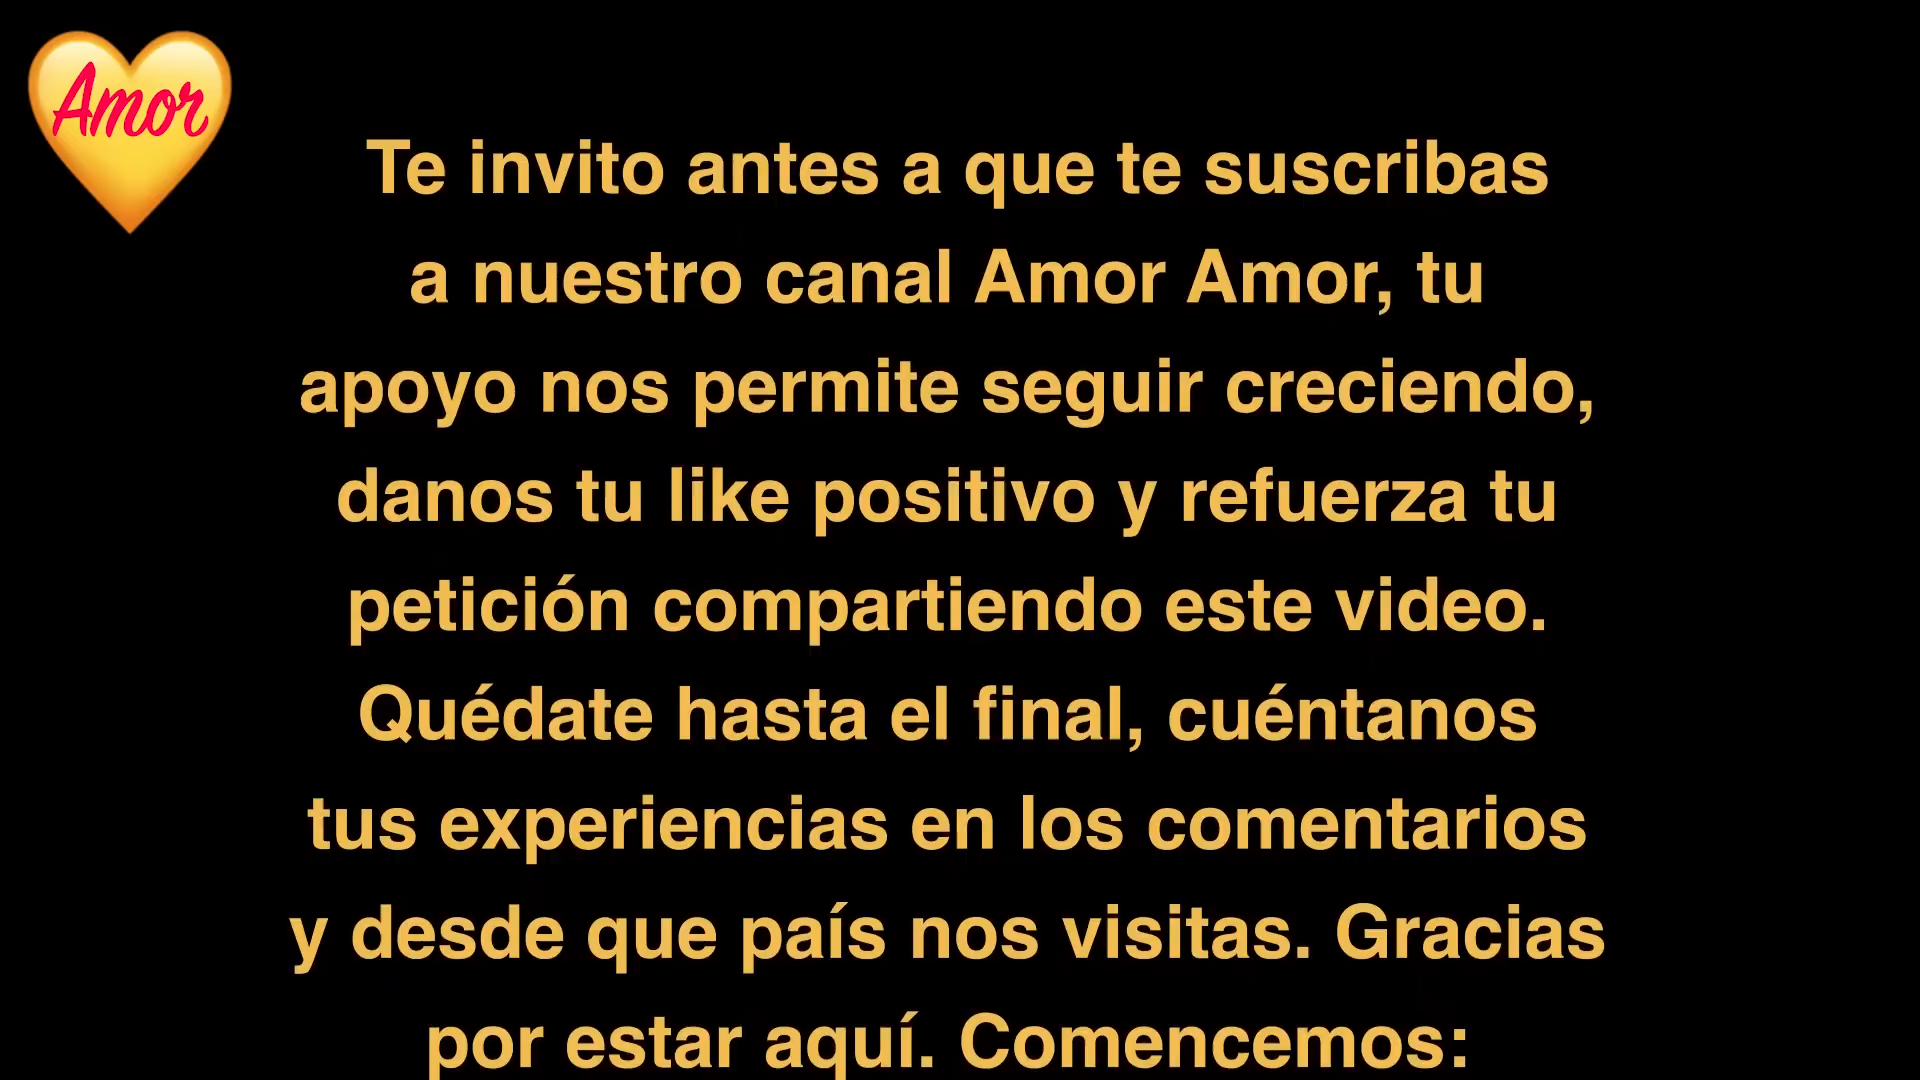 Amor
Te invito antes a que te suscribas
a nuestro canal Amor Amor, tu
apoyo nos permite seguir creciendo,
danos tu like positivo y refuerza tu
petición compartiendo este video.
Quédate hasta el final, cuéntanos
tus experiencias en los comentarios
y desde que país nos visitas. Gracias
por estar aquí. Comencemos: